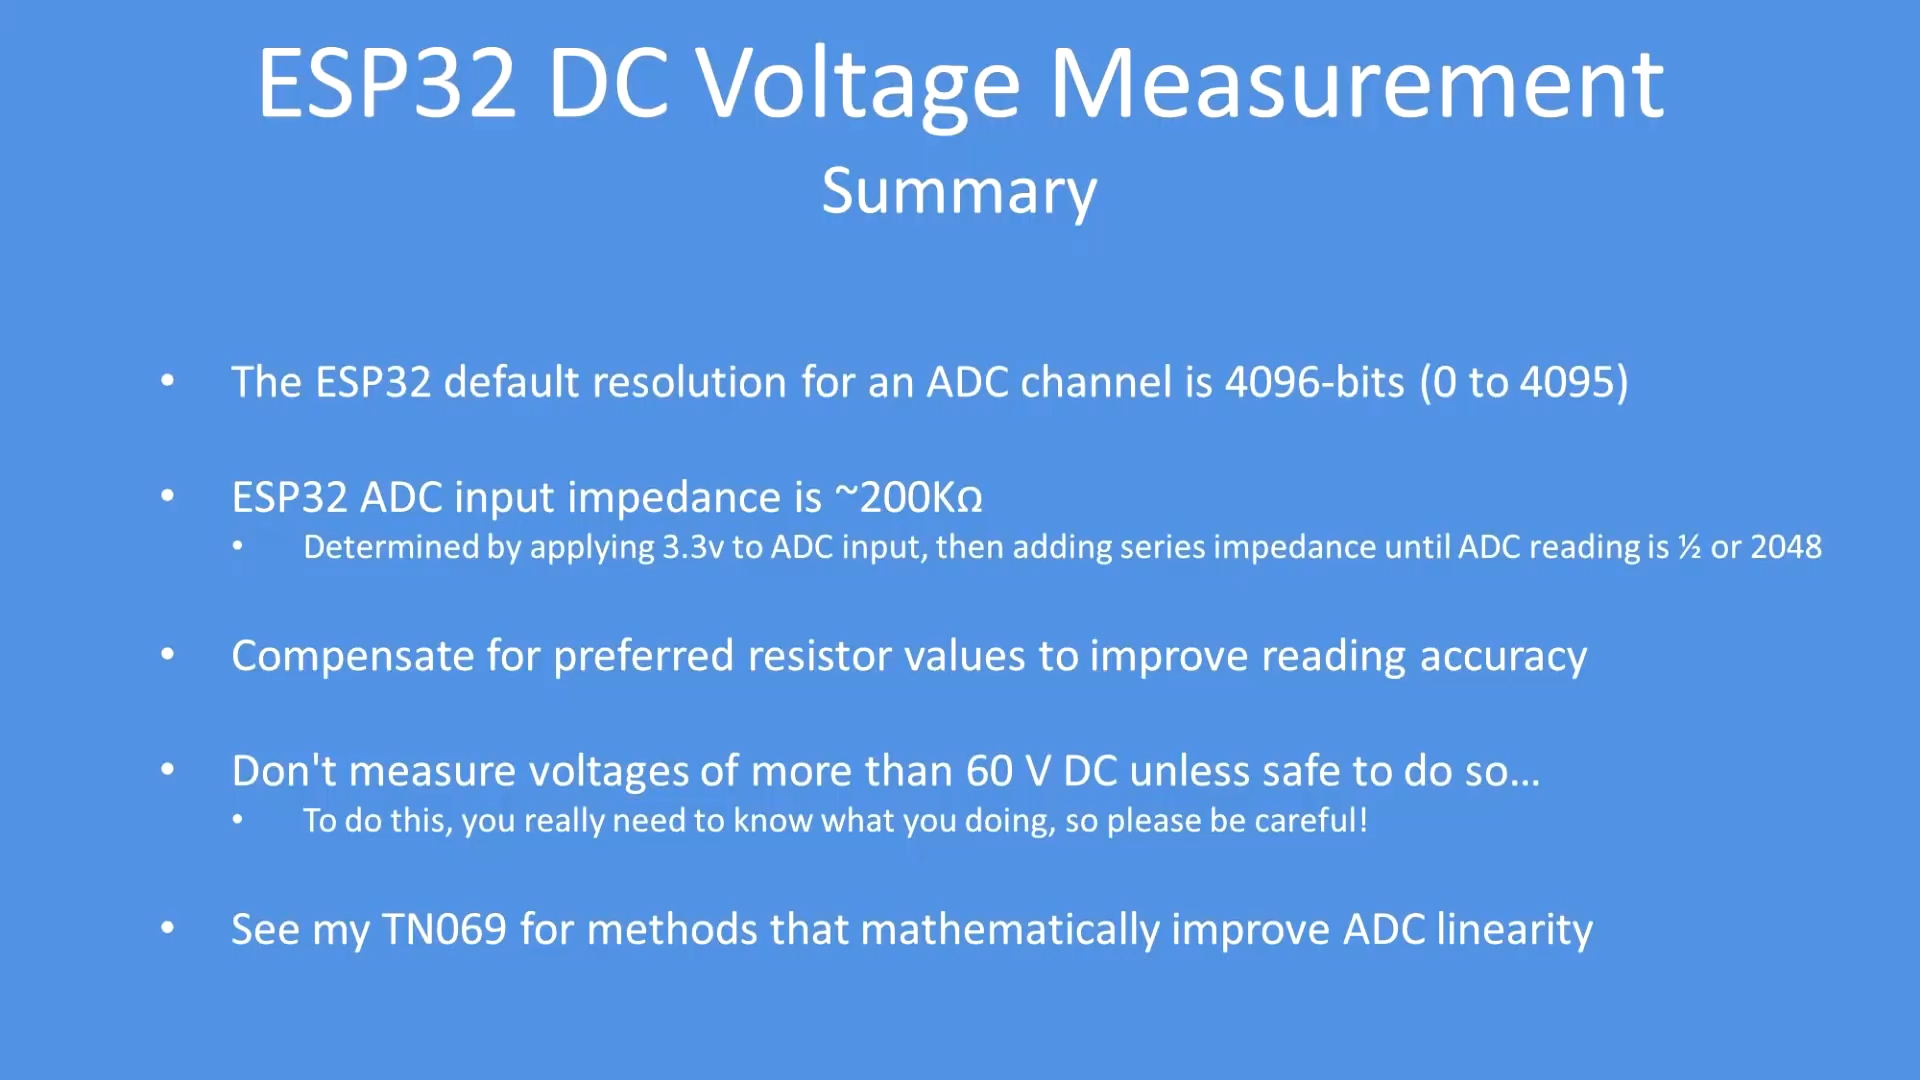 ESP32 DC Voltage Measurement
Summary
• The ESP32 default resolution for an ADC channel is 4096-bits (0 to 4095)
• ESP32 ADC input impedance is ~200KΩ
• Determined by applying 3.3v to ADC input, then adding series impedance until ADC reading is ½ or 2048
• Compensate for preferred resistor values to improve reading accuracy
• Don't measure voltages of more than 60 V DC unless safe to do so…
• To do this, you really need to know what you doing, so please be careful!
• See my TN069 for methods that mathematically improve ADC linearity